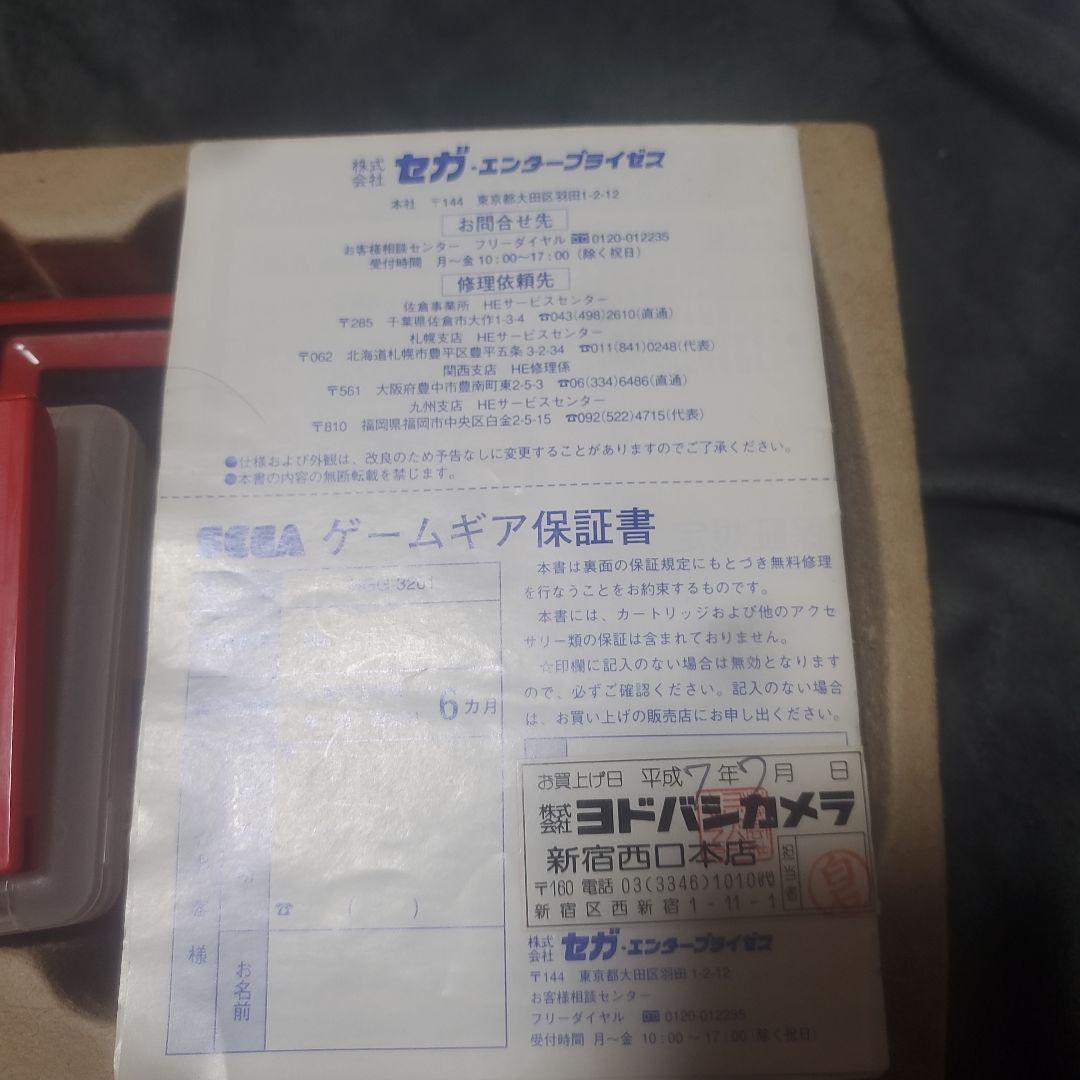 株式会社 セガ・エンタープライゼス
本社 〒144 東京都大田区羽田1-2-12
お問合せ先
お客様相談センター フリーダイヤル 0120-012235
受付時間 月〜金 10:00〜17:00 (除く祝日)
修理依頼先
佐倉事業所 HEサービスセンター
〒285 千葉県佐倉市大作1-3-4 ☎043(498)2610(直通)
札幌支店 HEサービスセンター
〒062 北海道札幌市豊平区豊平五条 3-2-34 ☎011(841)0248(代表)
関西支店 HE修理係
〒561 大阪府豊中市豊南町東2-5-3 ☎06(334)6486(直通)
九州支店 HEサービスセンター
〒810 福岡県福岡市中央区白金2-5-15 ☎092(522)4715(代表)
●仕様および外観は、改良のため予告なしに変更することがありますのでご了承ください。
●本書の内容の無断転載を禁じます。
SEGA ゲームギア保証書
3201
6カ月
☎ ( )
客様
お名前
本書は裏面の保証規定にもとづき無料修理
を行なうことをお約束するものです。
本書には、カートリッジおよび他のアクセ
サリー類の保証は含まれておりません。
☆印欄に記入のない場合は無効となります
ので、必ずご確認ください。記入のない場合
は、お買い上げの販売店にお申し出ください。
お買上げ日 平成7年7月 日
株式会社 ヨドバシカメラ
新宿西口本店
〒160 電話 03(3346)1010代
新宿区西新宿1-11-1
担当者
株式会社 セガ・エンタープライゼス
〒144 東京都大田区羽田 1-2-12
お客様相談センター
フリーダイヤル 0120-012235
受付時間 月〜金 10:00〜17:00 (除く祝日)